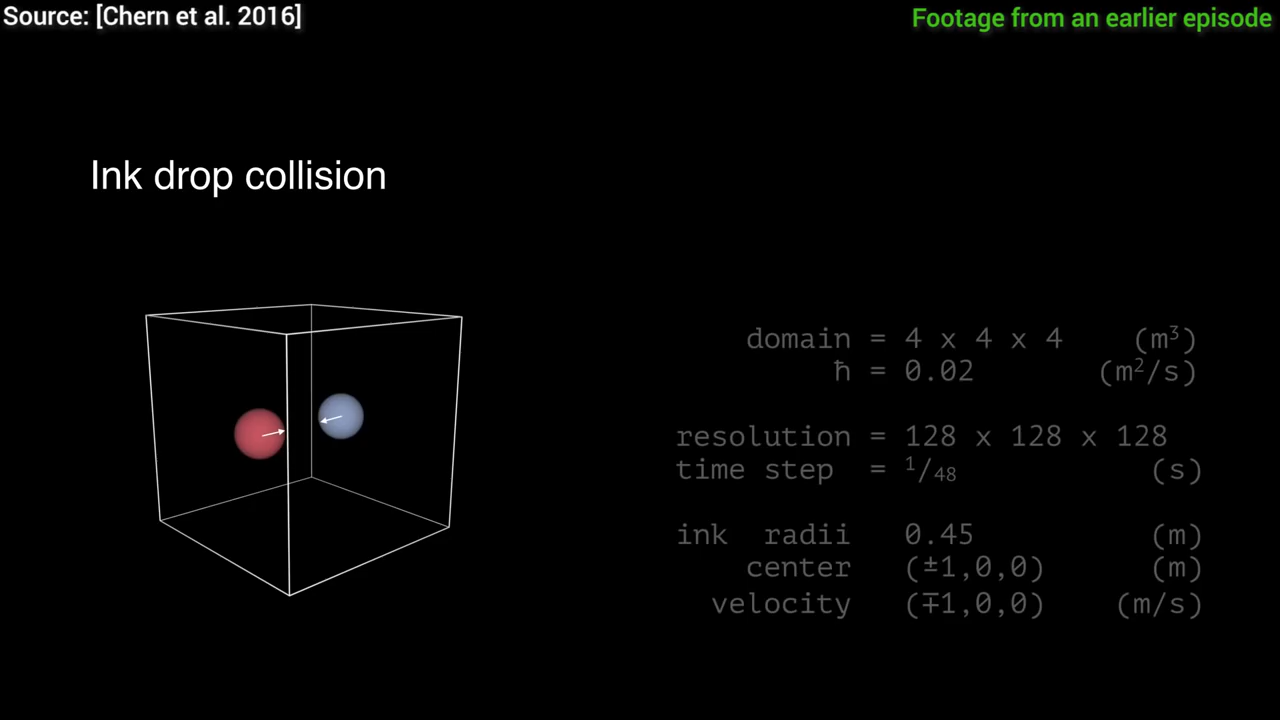 Source: [Chern et al. 2016]
Footage from an earlier episode
Ink drop collision
domain = 4 x 4 x 4 (m³)
ħ = 0.02 (m²/s)
resolution = 128 x 128 x 128
time step = ¹/₄₈ (s)
ink radii 0.45 (m)
center (±1,0,0) (m)
velocity (∓1,0,0) (m/s)